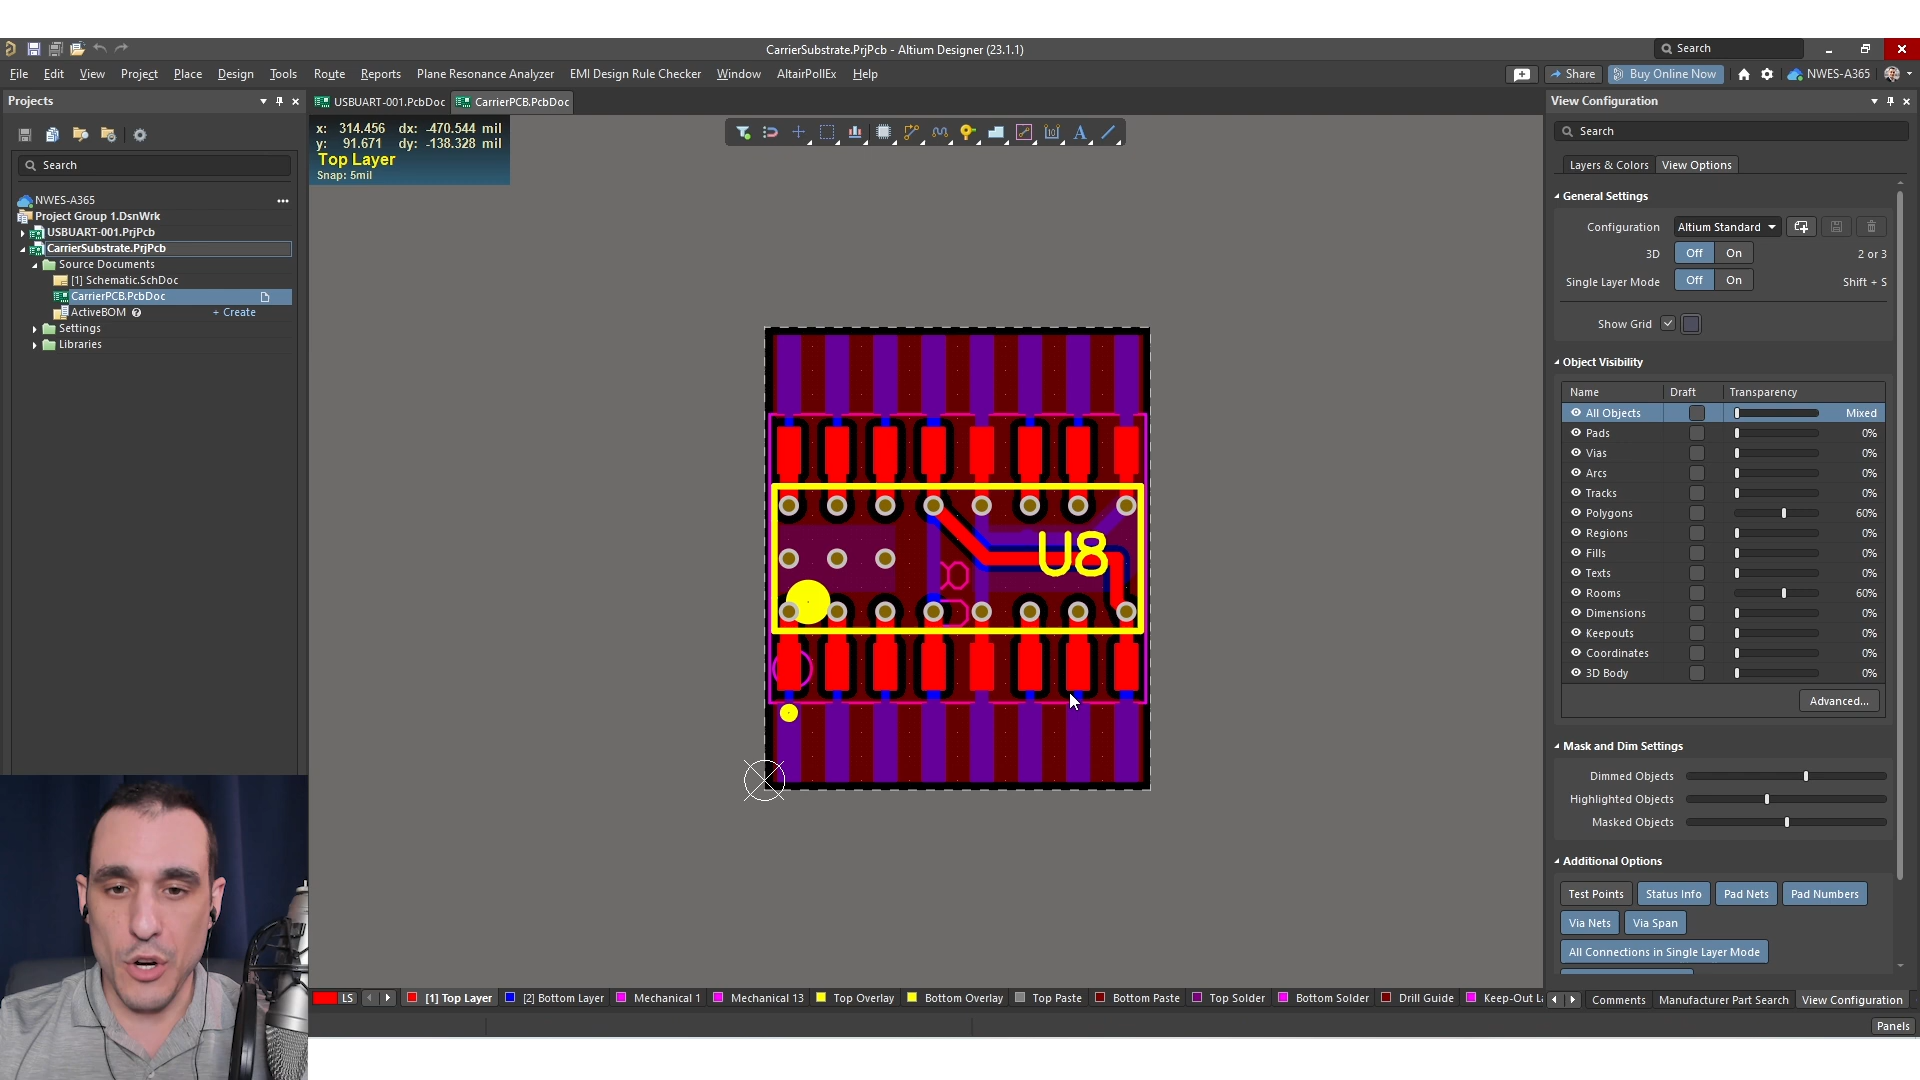 CarrierSubstrate.PrjPcb - Altium Designer (23.1.1)
Search
File Edit View Project Place Design Tools Route Reports Plane Resonance Analyzer EMI Design Rule Checker Window AltairPollEx Help
Share Buy Online Now NWES-A365
Projects
Search
NWES-A365
Project Group 1.DsnWrk
USBUART-001.PrjPcb
CarrierSubstrate.PrjPcb
Source Documents
[1] Schematic.SchDoc
CarrierPCB.PcbDoc
ActiveBOM + Create
Settings
Libraries
USBUART-001.PcbDoc CarrierPCB.PcbDoc
x: 314.456 dx: -470.544 mil
y: 91.671 dy: -138.328 mil
Top Layer
Snap: 5mil
U8
U8
View Configuration
Search
Layers & Colors View Options
General Settings
Configuration Altium Standard
3D Off On 2 or 3
Single Layer Mode Off On Shift + S
Show Grid
Object Visibility
Name Draft Transparency
All Objects Mixed
Pads 0%
Vias 0%
Arcs 0%
Tracks 0%
Polygons 60%
Regions 0%
Fills 0%
Texts 0%
Rooms 60%
Dimensions 0%
Keepouts 0%
Coordinates 0%
3D Body 0%
Advanced...
Mask and Dim Settings
Dimmed Objects
Highlighted Objects
Masked Objects
Additional Options
Test Points Status Info Pad Nets Pad Numbers
Via Nets Via Span
All Connections in Single Layer Mode
LS [1] Top Layer [2] Bottom Layer Mechanical 1 Mechanical 13 Top Overlay Bottom Overlay Top Paste Bottom Paste Top Solder Bottom Solder Drill Guide Keep-Out
Comments Manufacturer Part Search View Configuration
Panels